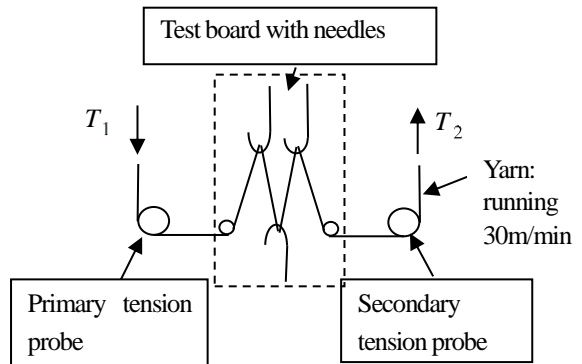 Test board with needles
T1
T2
Yarn:
running
30m/min
Primary tension
probe
Secondary
tension probe